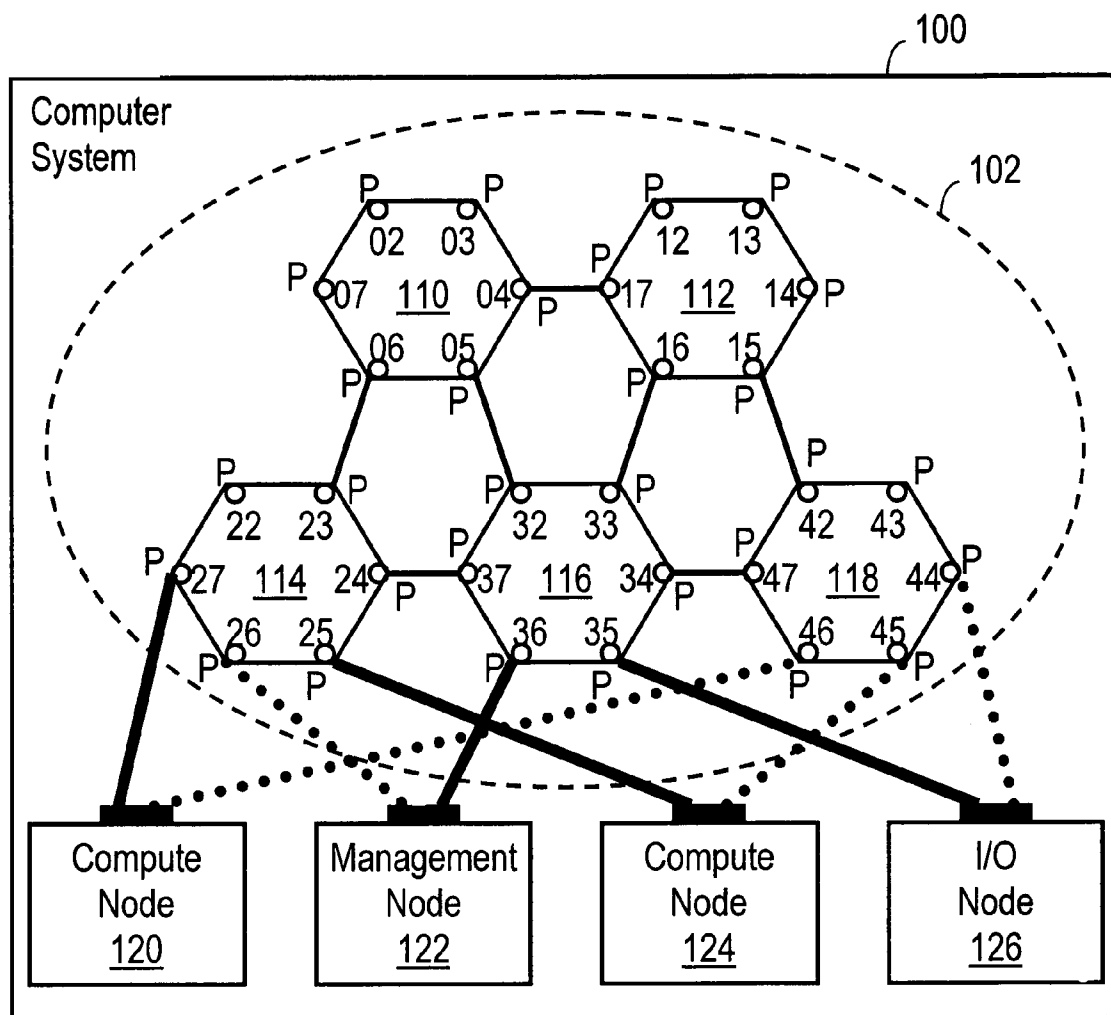 100
Computer
System
102
P P P P
02 03 12 13
P P P
07 110 04 17 112 14
P
06 05 16 15
P P P P
P P P P P P
22 23 32 33 42 43
P P P P
27 114 24 37 116 34 47 118 44
P P
26 25 36 35 46 45
P P P P P P
Compute
Node
120
Management
Node
122
Compute
Node
124
I/O
Node
126